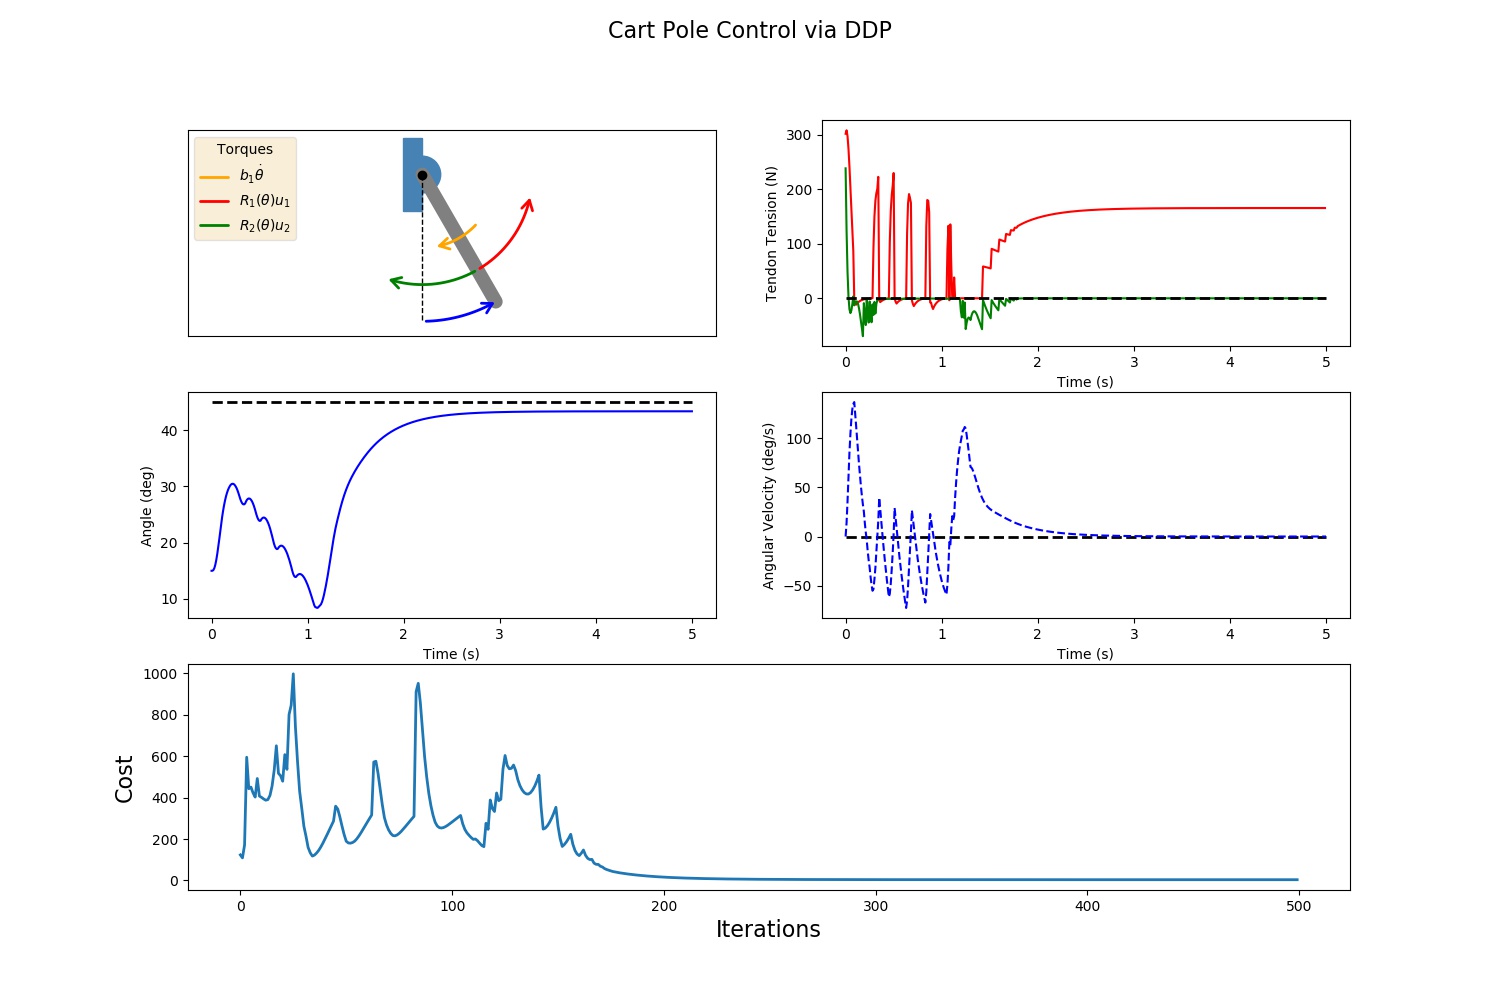 Cart Pole Control via DDP
Torques
b₁θ̇
R₁(θ)u₁
R₂(θ)u₂
Tendon Tension (N)
300
200
100
0
0 1 2 3 4 5
Time (s)
Angle (deg)
40
30
20
10
0 1 2 3 4 5
Time (s)
Angular Velocity (deg/s)
100
50
0
−50
0 1 2 3 4 5
Time (s)
Cost
1000
800
600
400
200
0
0 100 200 300 400 500
Iterations